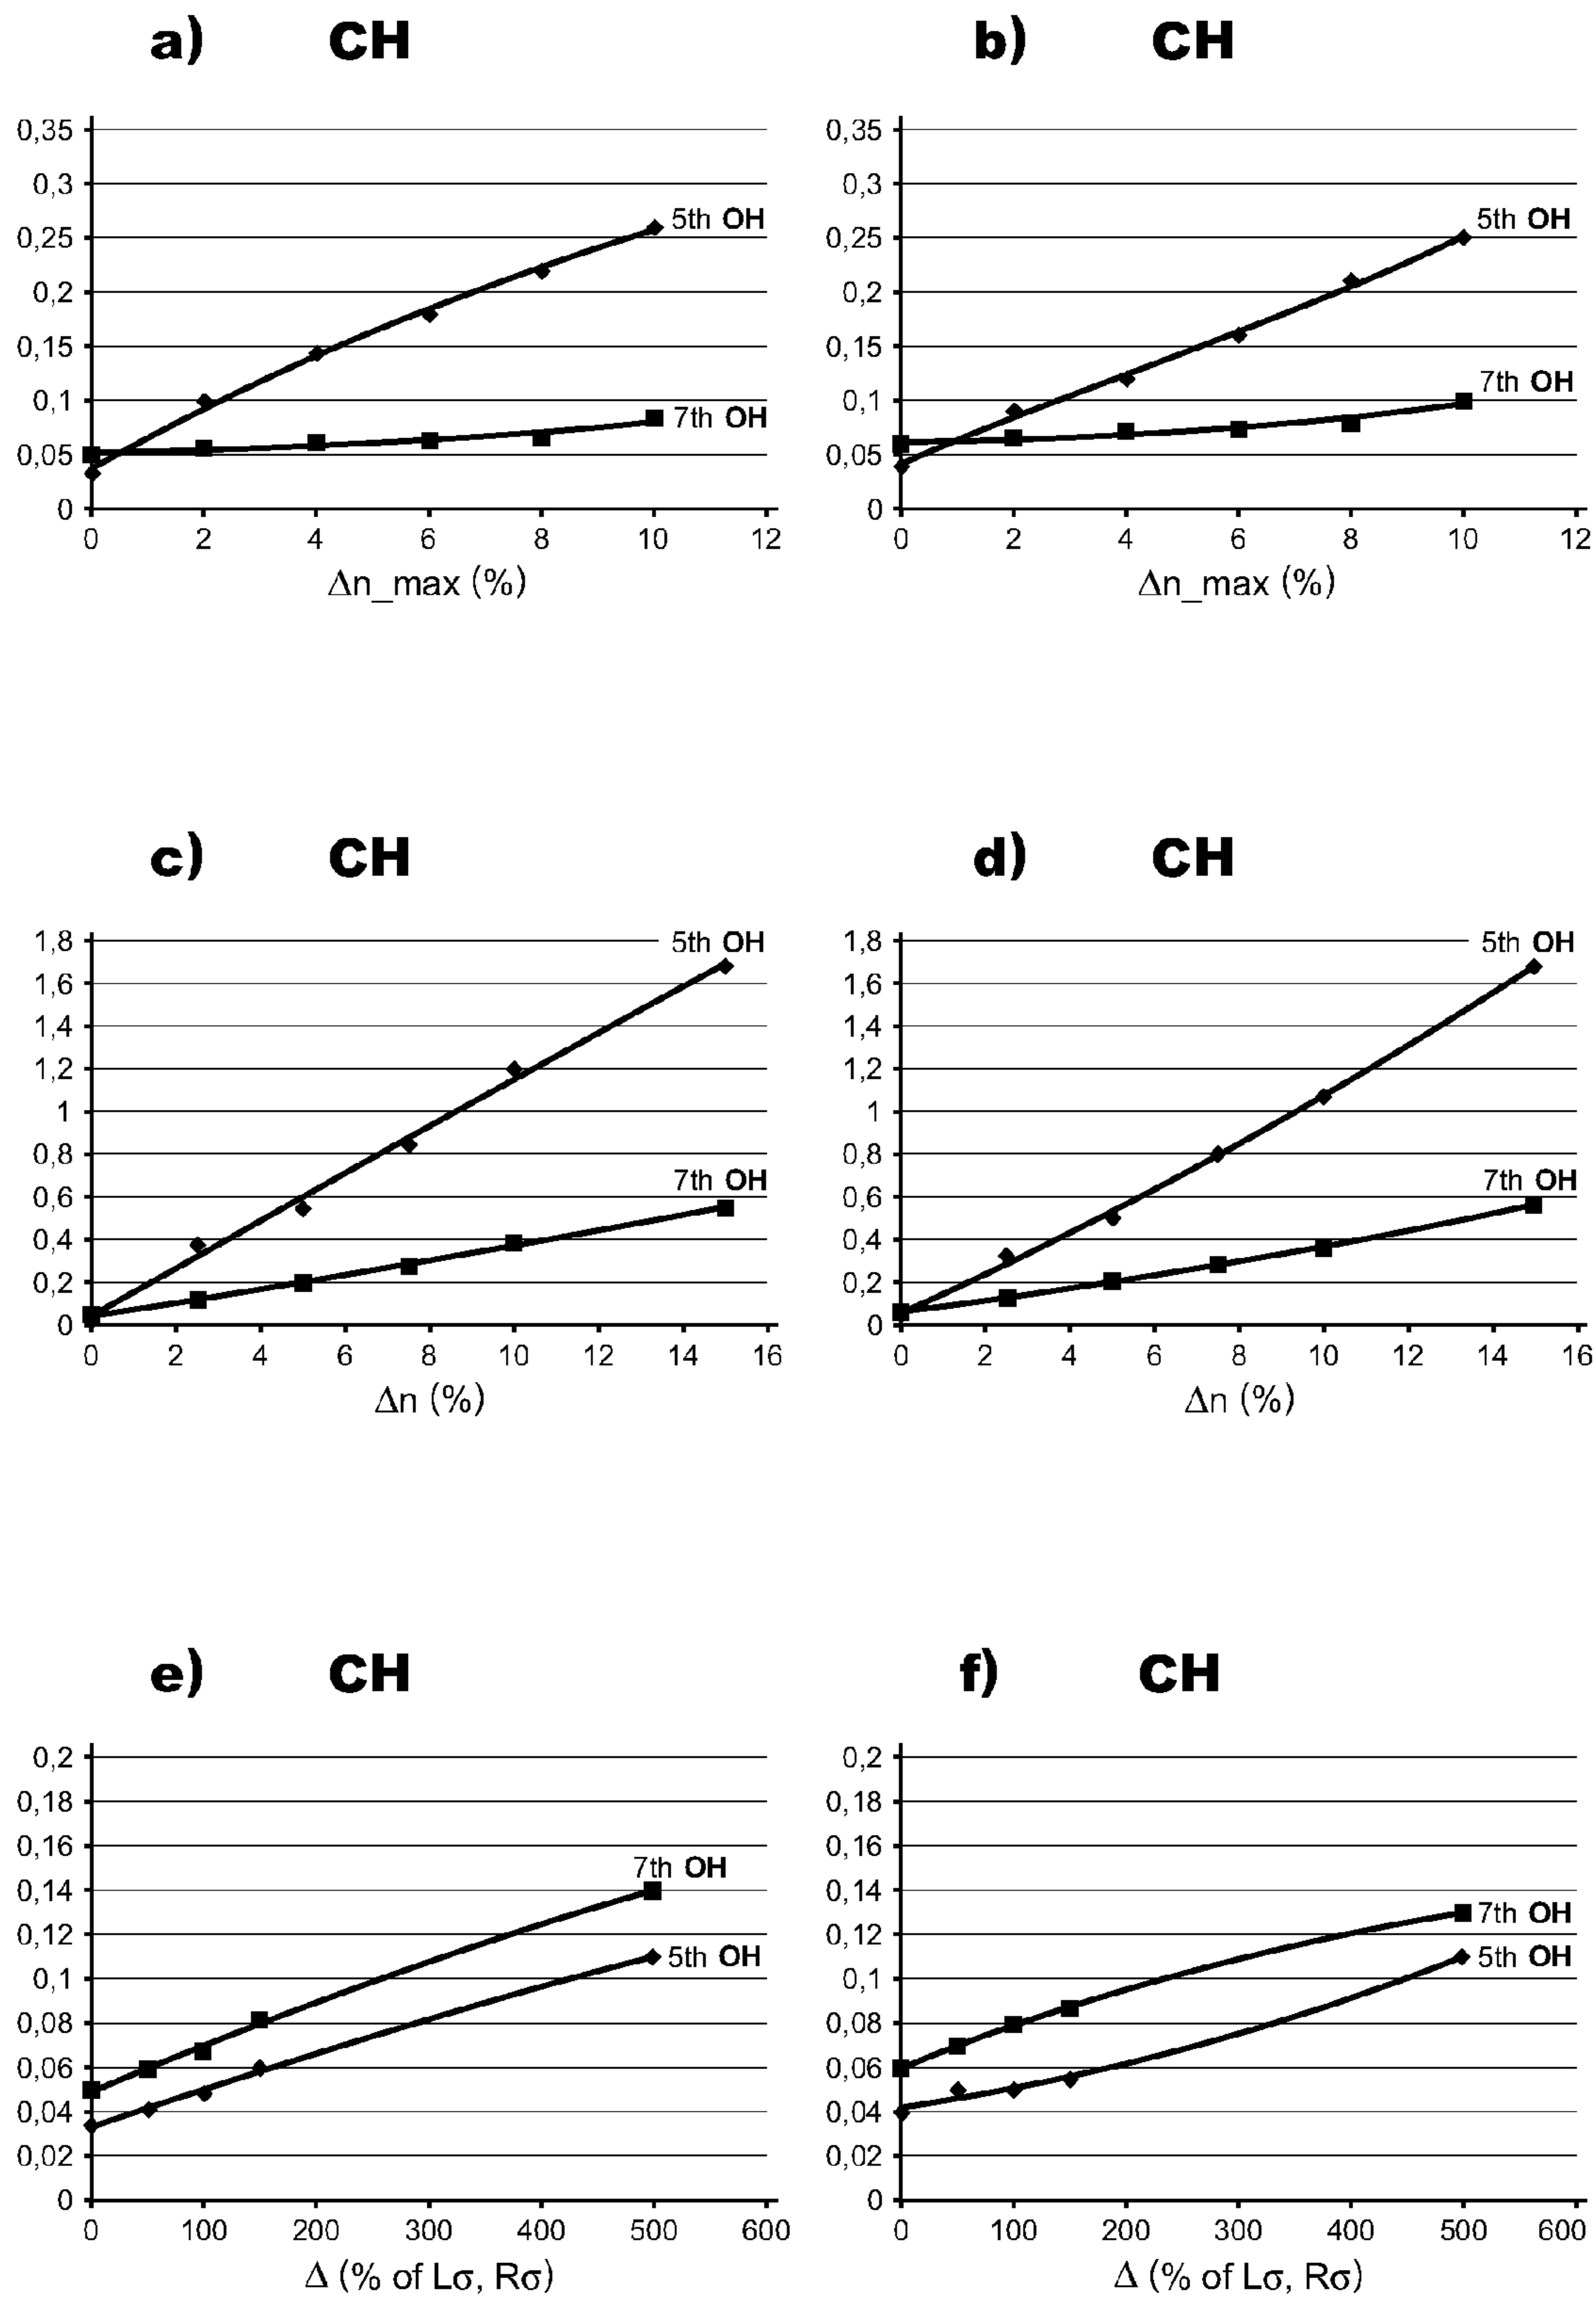 a) CH
0,35
0,3
0,25
0,2
0,15
0,1
0,05
0
5th OH
7th OH
0 2 4 6 8 10 12
Δn_max (%)
b) CH
0,35
0,3
0,25
0,2
0,15
0,1
0,05
0
5th OH
7th OH
0 2 4 6 8 10 12
Δn_max (%)
c) CH
1,8
1,6
1,4
1,2
1
0,8
0,6
0,4
0,2
0
5th OH
7th OH
0 2 4 6 8 10 12 14 16
Δn (%)
d) CH
1,8
1,6
1,4
1,2
1
0,8
0,6
0,4
0,2
0
5th OH
7th OH
0 2 4 6 8 10 12 14 16
Δn (%)
e) CH
0,2
0,18
0,16
0,14
0,12
0,1
0,08
0,06
0,04
0,02
0
7th OH
5th OH
0 100 200 300 400 500 600
Δ (% of Lσ, Rσ)
f) CH
0,2
0,18
0,16
0,14
0,12
0,1
0,08
0,06
0,04
0,02
0
7th OH
5th OH
0 100 200 300 400 500 600
Δ (% of Lσ, Rσ)